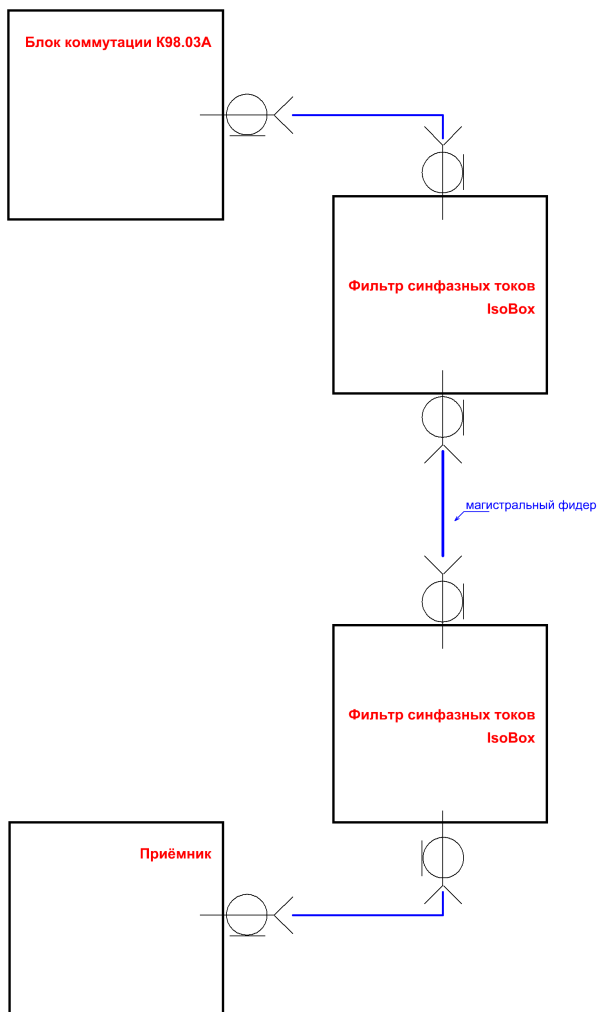 Блок коммутации К98.03А
Фильтр синфазных токов
IsoBox
магистральный фидер
Фильтр синфазных токов
IsoBox
Приёмник